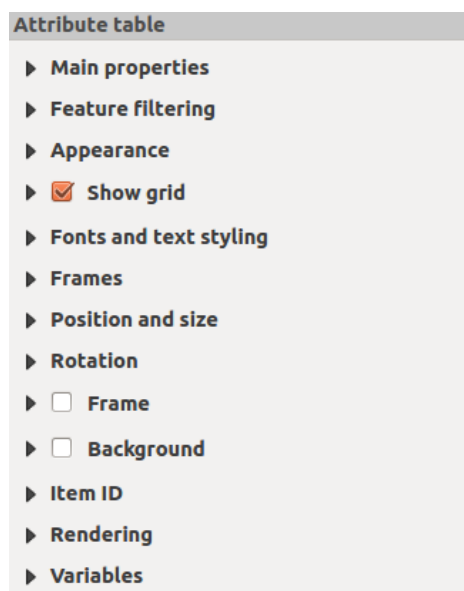 Attribute table
Main properties
Feature filtering
Appearance
Show grid
Fonts and text styling
Frames
Position and size
Rotation
Frame
Background
Item ID
Rendering
Variables